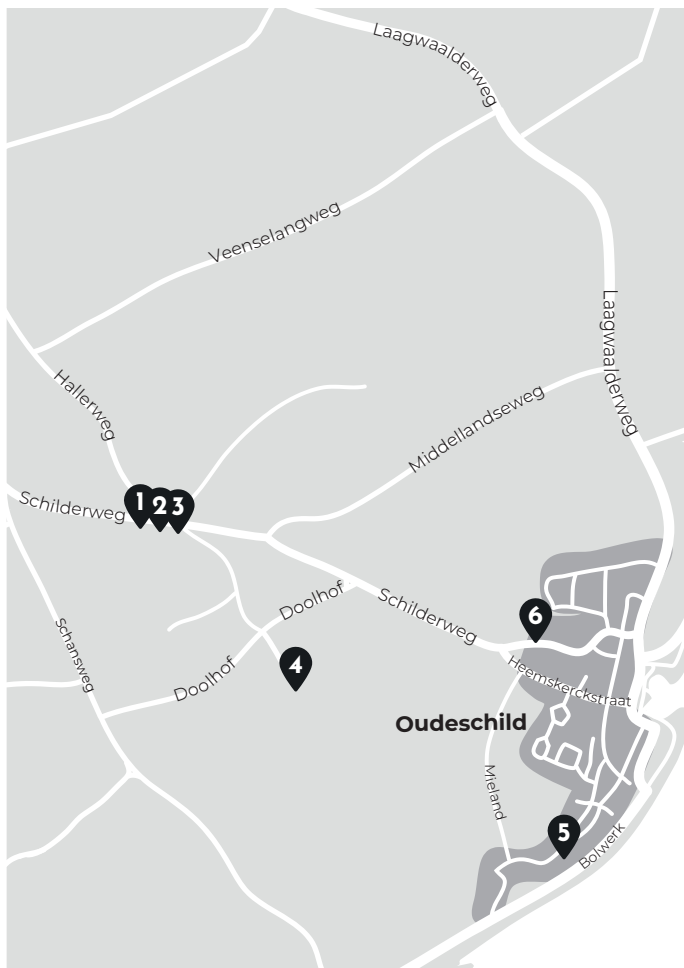 Laagwaalderweg
Veenselangweg
Laagwaalderweg
Hallerweg
Middellandseweg
Schilderweg
1
2
3
Doolhof
Schilderweg
6
Schansweg
4
Doolhof
Heemskerckstraat
Oudeschild
Mieland
5
Bolwerk